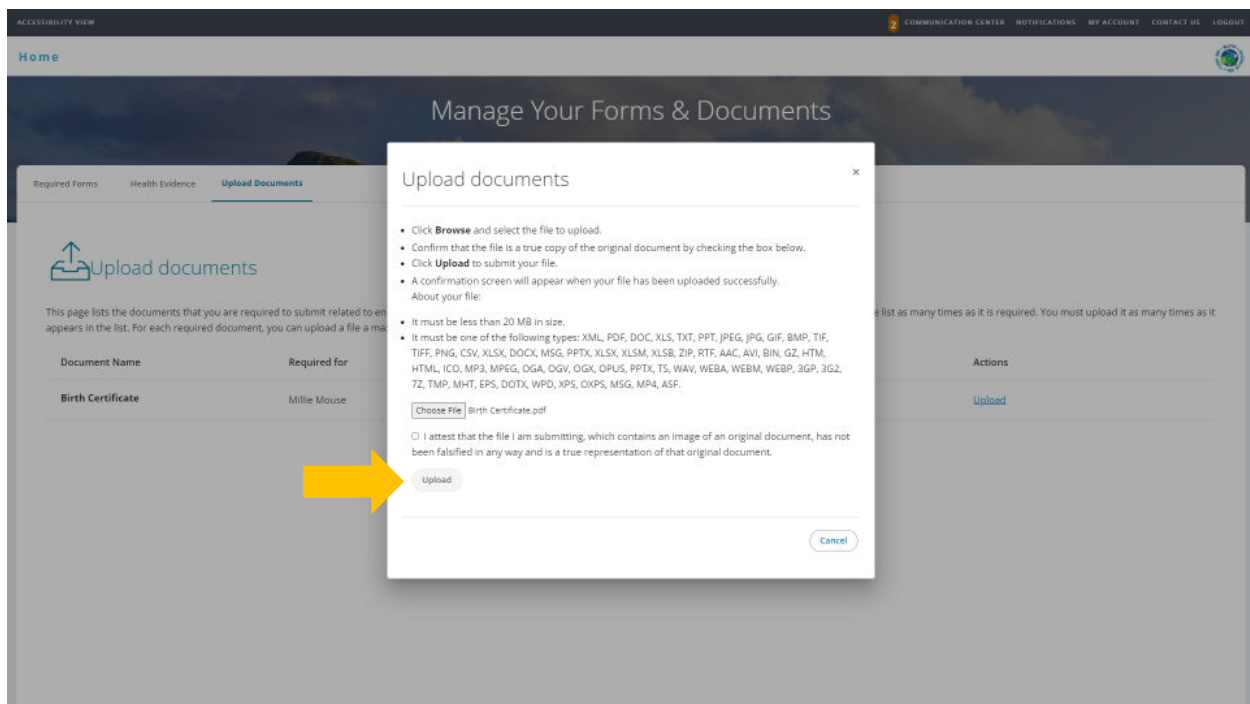 ACCESSIBILITY VIEW
2 COMMUNICATION CENTER NOTIFICATIONS MY ACCOUNT CONTACT US LOGOUT
Home
Manage Your Forms & Documents
Required Forms Health Evidence Upload Documents
Upload documents ×
• Click Browse and select the file to upload.
• Confirm that the file is a true copy of the original document by checking the box below.
• Click Upload to submit your file.
• A confirmation screen will appear when your file has been uploaded successfully.
About your file:
• It must be less than 20 MB in size.
• It must be one of the following types: XML, PDF, DOC, XLS, TXT, PPT, JPEG, JPG, GIF, BMP, TIF,
TIFF, PNG, CSV, XLSX, DOCX, MSG, PPTX, XLSX, XLSM, XLSB, ZIP, RTF, AAC, AVI, BIN, GZ, HTM,
HTML, ICO, MP3, MPEG, OGA, OGV, OGX, OPUS, PPTX, TS, WAV, WEBA, WEBM, WEBP, 3GP, 3G2,
7Z, TMP, MHT, EPS, DOTX, WPD, XPS, OXPS, MSG, MP4, ASF.
Choose File Birth Certificate.pdf
I attest that the file I am submitting, which contains an image of an original document, has not
been falsified in any way and is a true representation of that original document.
Upload
Cancel
Upload documents
This page lists the documents that you are required to submit related to en
e list as many times as it is required. You must upload it as many times as it
appears in the list. For each required document, you can upload a file a ma
Document Name Required for Actions
Birth Certificate Millie Mouse Upload